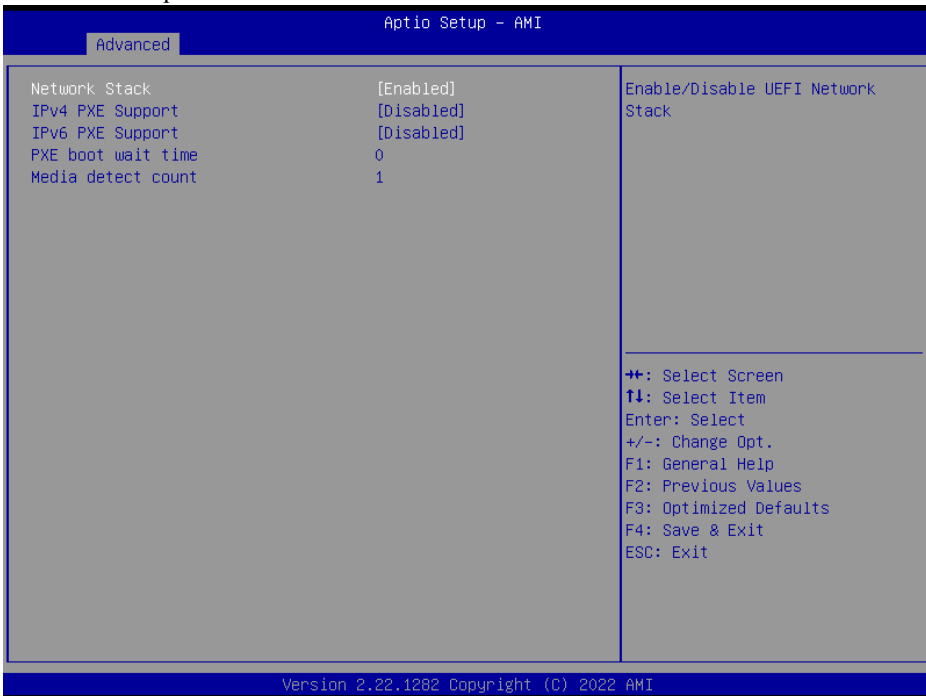 Aptio Setup – AMI
Advanced
Network Stack [Enabled]
IPv4 PXE Support [Disabled]
IPv6 PXE Support [Disabled]
PXE boot wait time 0
Media detect count 1
Enable/Disable UEFI Network
Stack
→←: Select Screen
↑↓: Select Item
Enter: Select
+/-: Change Opt.
F1: General Help
F2: Previous Values
F3: Optimized Defaults
F4: Save & Exit
ESC: Exit
Version 2.22.1282 Copyright (C) 2022 AMI